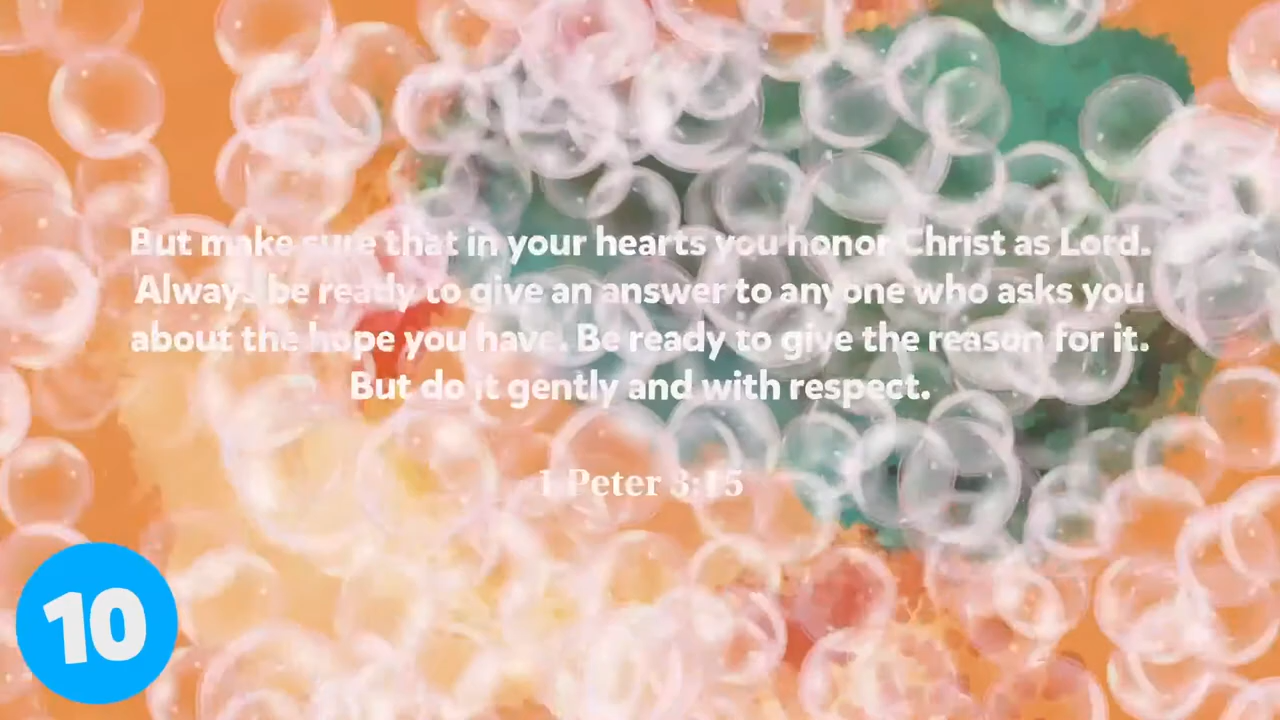 But make sure that in your hearts you honor Christ as Lord.
Always be ready to give an answer to anyone who asks you
about the hope you have. Be ready to give the reason for it.
But do it gently and with respect.
1 Peter 3:15
10